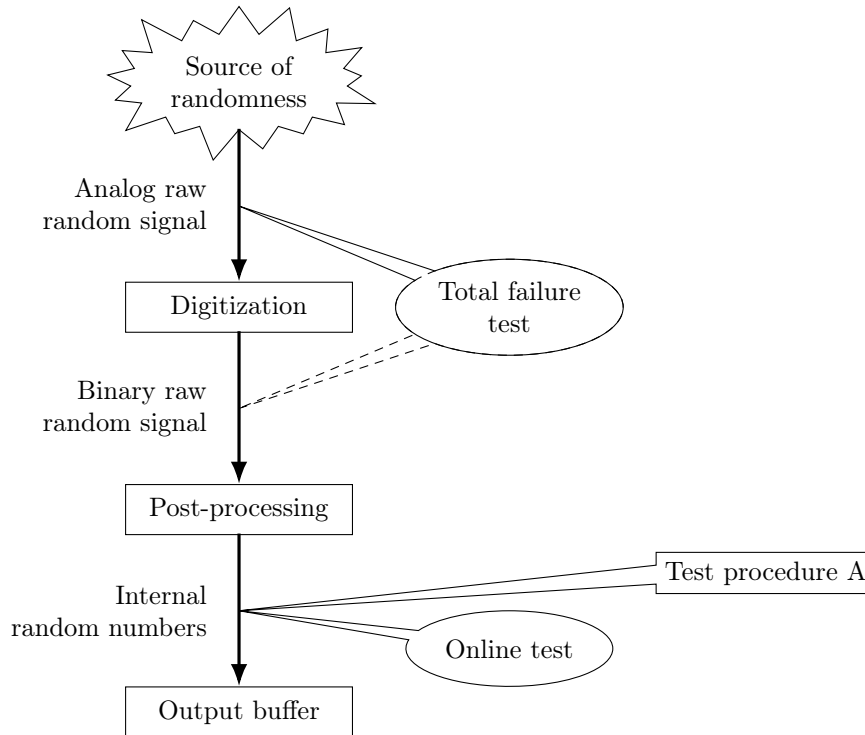 Source of
randomness
Analog raw
random signal
Digitization
Total failure
test
Binary raw
random signal
Post-processing
Internal
random numbers
Test procedure A
Online test
Output buffer